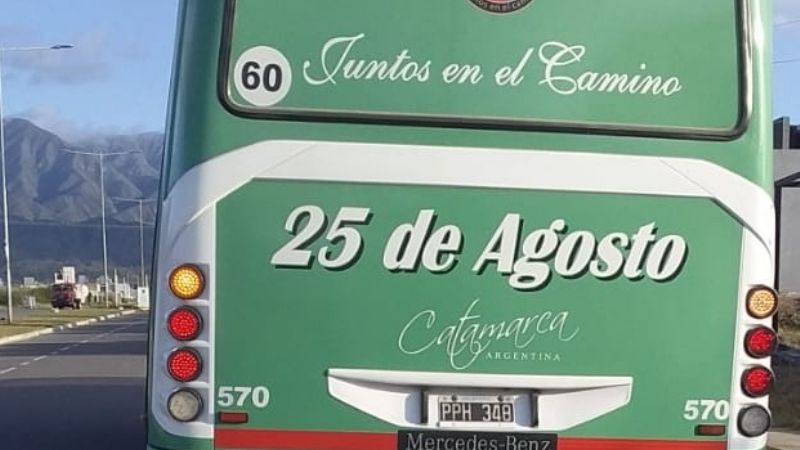 60
Juntos en el Camino
25 de Agosto
Catamarca
ARGENTINA
570
570
PPH 348
Mercedes-Benz